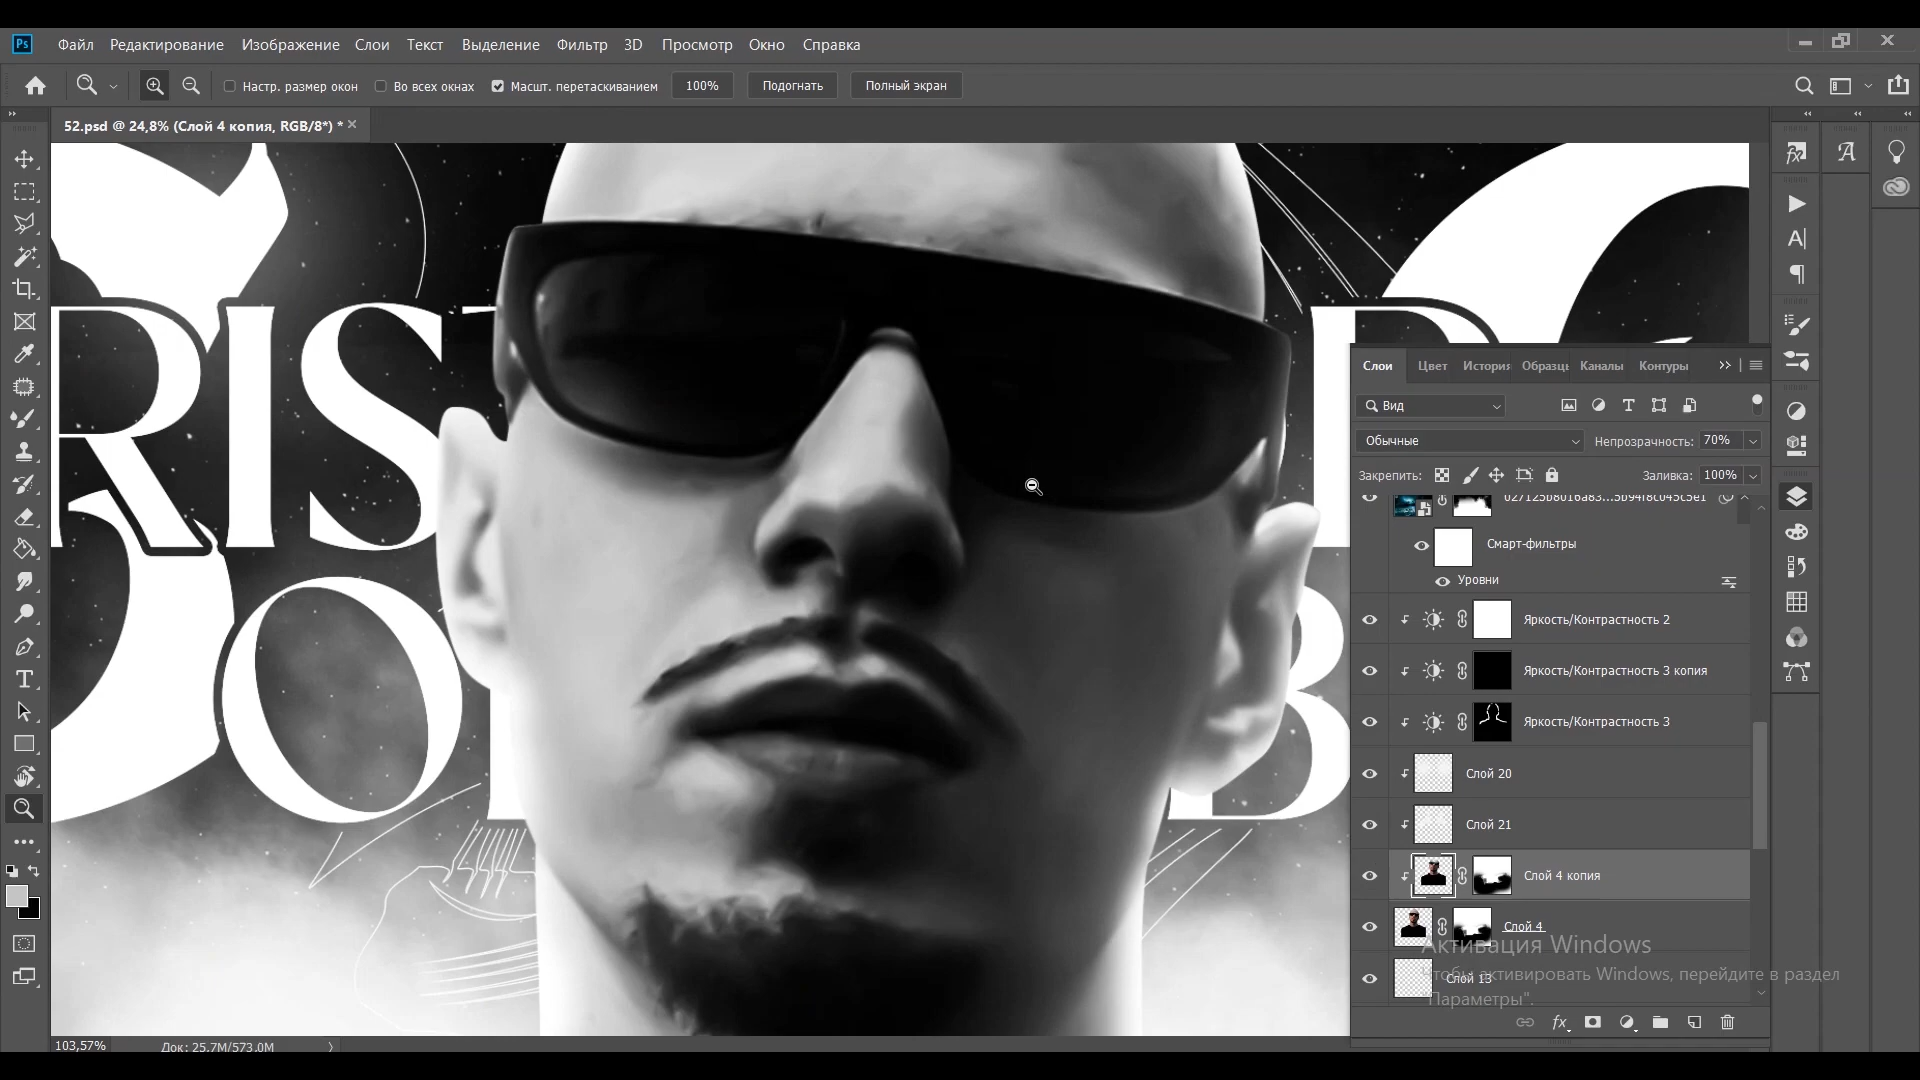 Ps
Файл Редактирование Изображение Слои Текст Выделение Фильтр 3D Просмотр Окно Справка
Настр. размер окон Во всех окнах Масшт. перетаскиванием 100% Подогнать Полный экран
52.psd @ 24,8% (Слой 4 копия, RGB/8*) *
RIS
O
B
Слои Цвет История Образцы Каналы Контуры
Вид
Обычные Непрозрачность: 70%
Закрепить: Заливка: 100%
Смарт-фильтры
Уровни
Яркость/Контрастность 2
Яркость/Контрастность 3 копия
Яркость/Контрастность 3
Слой 20
Слой 21
Слой 4 копия
Слой 4
Слой 13
Активация Windows
Чтобы активировать Windows, перейдите в раздел
"Параметры".
fx
103,57% Док: 25,7M/573,0M